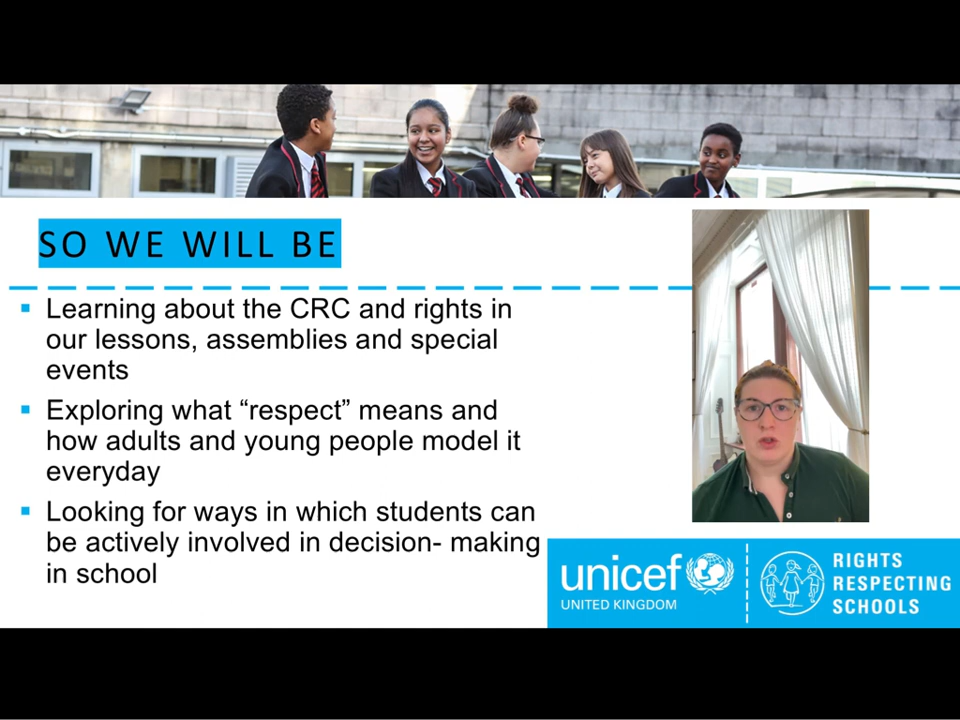 SO WE WILL BE
Learning about the CRC and rights in
our lessons, assemblies and special
events
Exploring what “respect” means and
how adults and young people model it
everyday
Looking for ways in which students can
be actively involved in decision- making
in school
unicef
UNITED KINGDOM
RIGHTS
RESPECTING
SCHOOLS